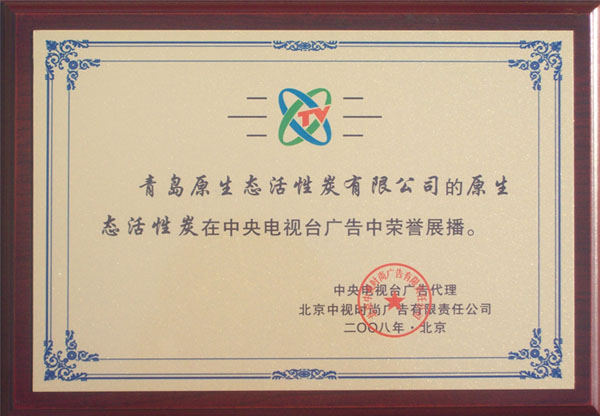 TV
青岛原生态活性炭有限公司的原生
态活性炭在中央电视台广告中荣誉展播。
中央电视台广告代理
北京中视时尚广告有限责任公司
二〇〇八年·北京